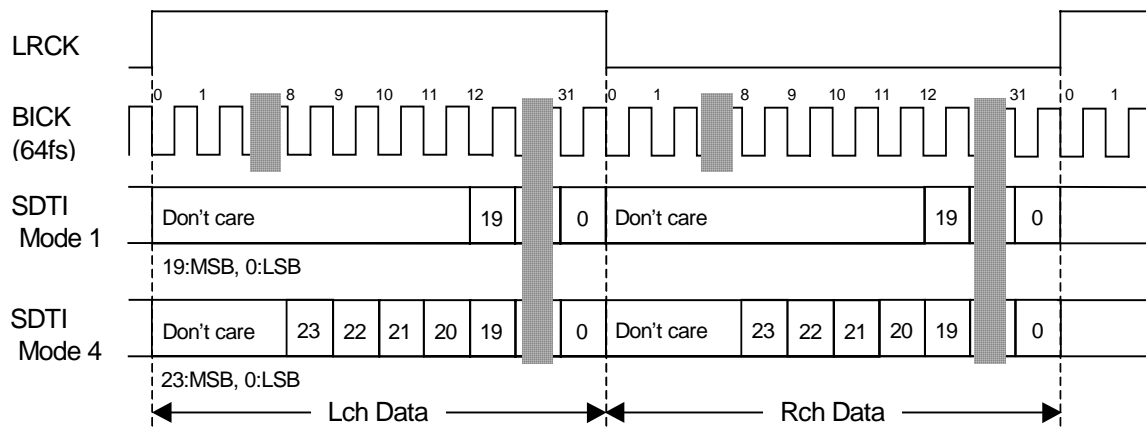 LRCK
0 1 8 9 10 11 12 31 0 1 8 9 10 11 12 31 0 1
BICK
(64fs)
SDTI
Mode 1
Don't care 19 0 Don't care 19 0
19:MSB, 0:LSB
SDTI
Mode 4
Don't care 23 22 21 20 19 0 Don't care 23 22 21 20 19 0
23:MSB, 0:LSB
Lch Data Rch Data